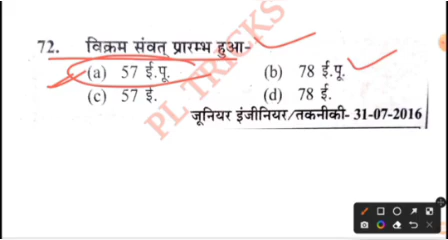 72. विक्रम संवत् प्रारम्भ हुआ-
(a) 57 ई.पू. (b) 78 ई.पू.
(c) 57 ई. (d) 78 ई.
जूनियर इंजीनियर/तकनीकी- 31-07-2016
PL TRICKS